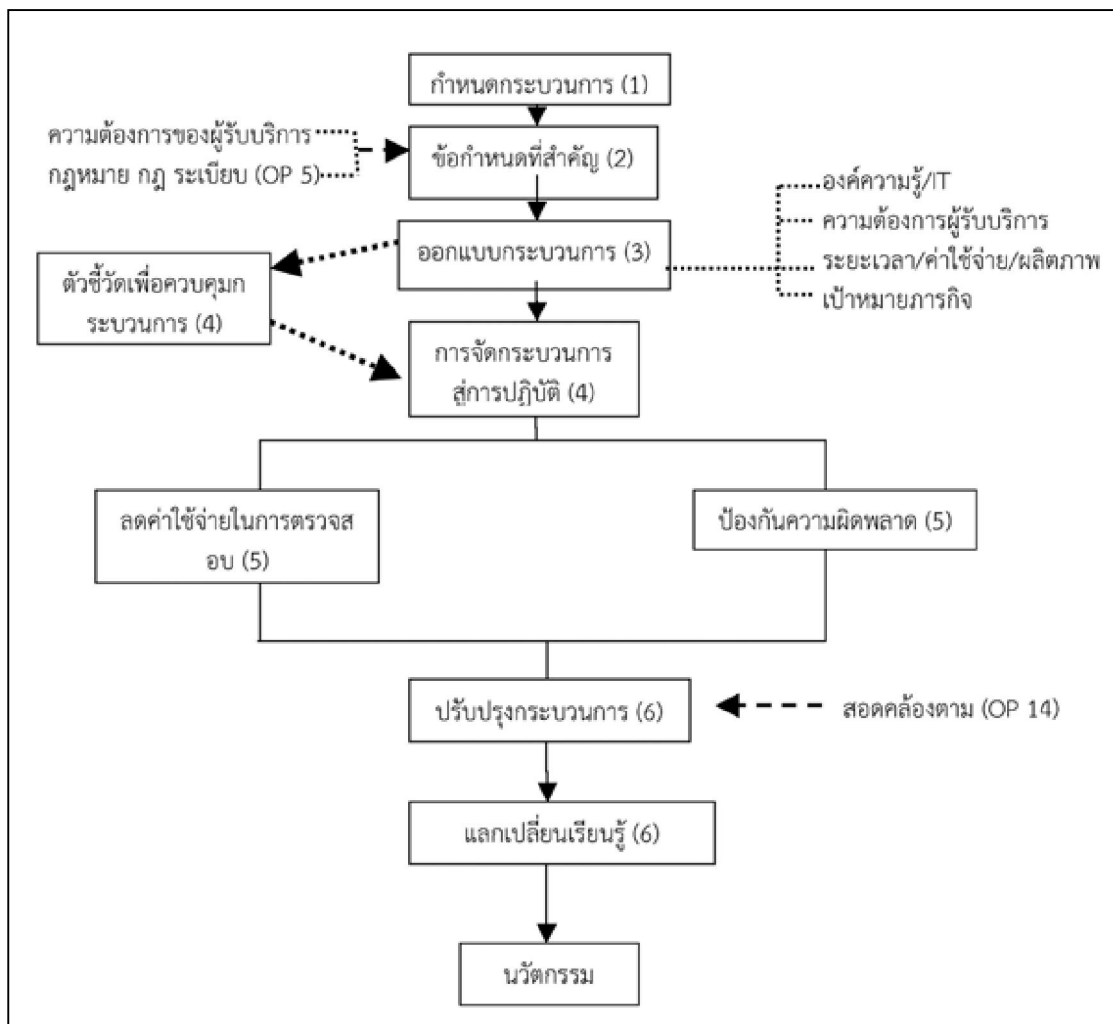 กำหนดกระบวนการ (1)
ความต้องการของผู้รับบริการ
กฎหมาย กฎ ระเบียบ (OP 5)
ข้อกำหนดที่สำคัญ (2)
องค์ความรู้/IT
ความต้องการผู้รับบริการ
ระยะเวลา/ค่าใช้จ่าย/ผลิตภาพ
เป้าหมายภารกิจ
ออกแบบกระบวนการ (3)
ตัวชี้วัดเพื่อควบคุมก
ระบวนการ (4)
การจัดกระบวนการ
สู่การปฏิบัติ (4)
ลดค่าใช้จ่ายในการตรวจส
อบ (5)
ป้องกันความผิดพลาด (5)
ปรับปรุงกระบวนการ (6)
สอดคล้องตาม (OP 14)
แลกเปลี่ยนเรียนรู้ (6)
นวัตกรรม